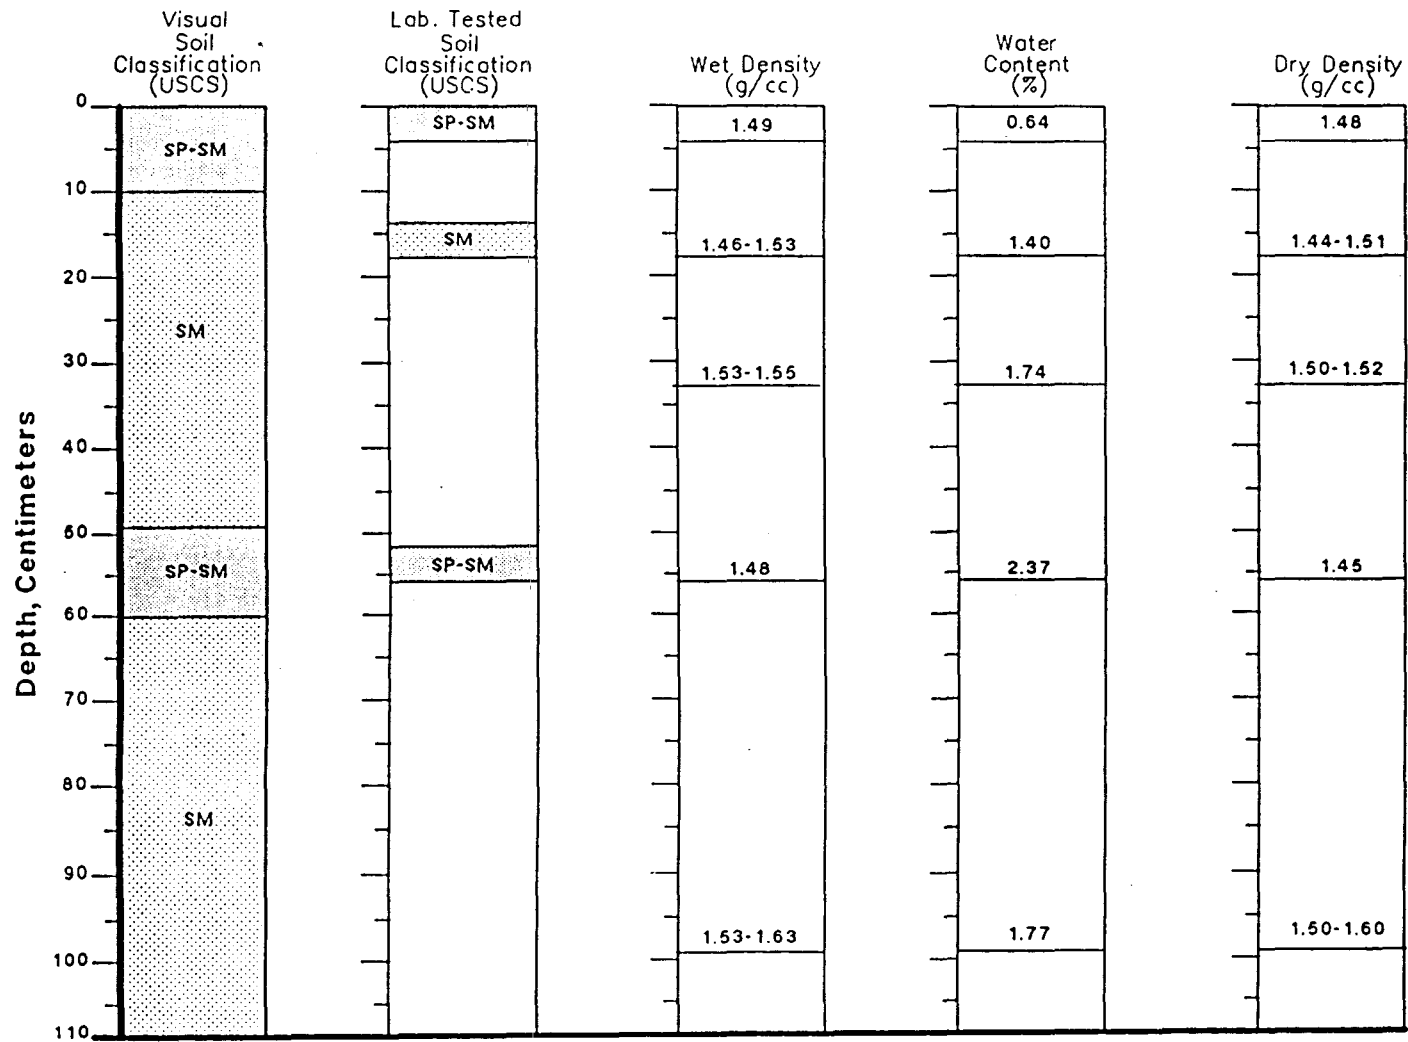 Visual
Soil
Classification
(USCS)
Lab. Tested
Soil
Classification
(USCS)
Wet Density
(g/cc)
Water
Content
(%)
Dry Density
(g/cc)
Depth, Centimeters
0
10
20
30
40
50
60
70
80
90
100
110
SP-SM
SM
SP-SM
SM
SP-SM
SM
SP-SM
1.49
1.46-1.53
1.53-1.55
1.48
1.53-1.63
0.64
1.40
1.74
2.37
1.77
1.48
1.44-1.51
1.50-1.52
1.45
1.50-1.60